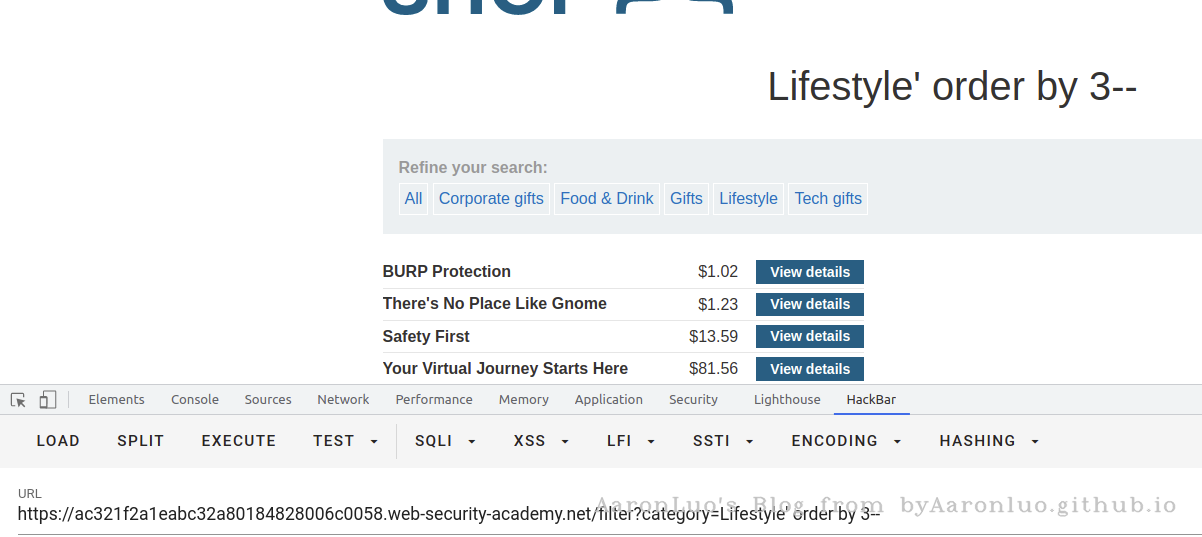 SHOP
Lifestyle' order by 3--
Refine your search:
All Corporate gifts Food & Drink Gifts Lifestyle Tech gifts
BURP Protection $1.02 View details
There's No Place Like Gnome $1.23 View details
Safety First $13.59 View details
Your Virtual Journey Starts Here $81.56 View details
Elements Console Sources Network Performance Memory Application Security Lighthouse HackBar
LOAD SPLIT EXECUTE TEST SQLI XSS LFI SSTI ENCODING HASHING
URL
https://ac321f2a1eabc32a80184828006c0058.web-security-academy.net/filter?category=Lifestyle' order by 3--
AaronLuo's Blog from byAaronluo.github.io